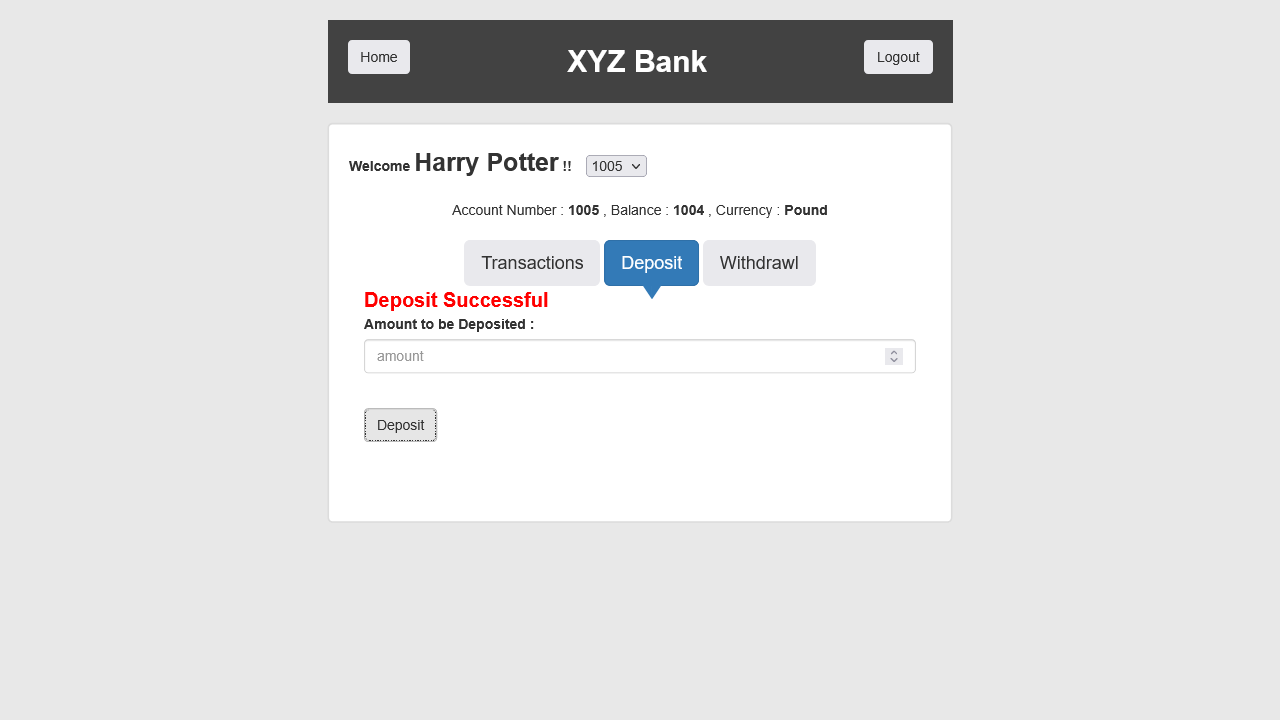 Home
XYZ Bank
Logout
Welcome Harry Potter !! 1005
Account Number : 1005 , Balance : 1004 , Currency : Pound
Transactions
Deposit
Withdrawl
Deposit Successful
Amount to be Deposited :
amount
Deposit